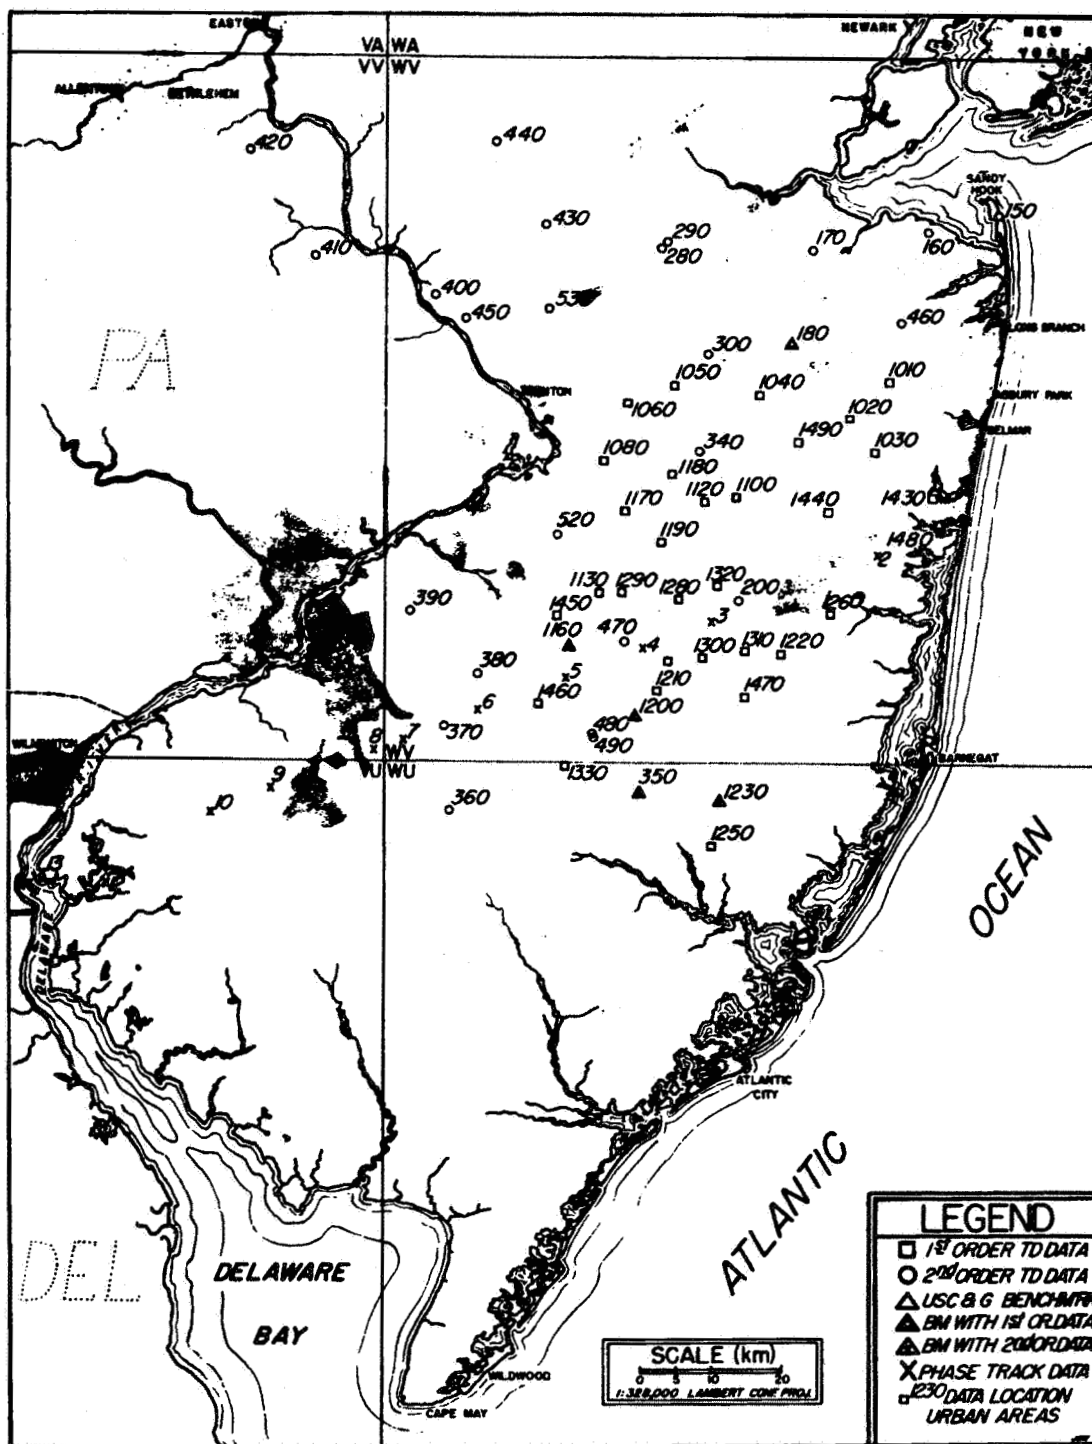 EASTON
NEWARK
NEW
YORK
VA WA
VV WV
ALLENTOWN
BETHLEHEM
420
440
SANDY
HOOK
150
430
290
280
170
160
410
400
450
530
460
LONG BRANCH
180
300
PA
1050
1040
1010
TRENTON
1060
1020
ASBURY PARK
BELMAR
340
1490
1030
1080
1180
1170
1120
1100
1440
1430
520
1190
1480
2
1130
1290
1280
1320
200
390
1450
1260
3
1160
470
4
1300
1310
1220
380
5
1210
1470
6
1460
1200
370
480
490
8
7
WILMINGTON
RIVER
WV
VU WU
BARNEGAT
9
1330
350
1230
10
360
1250
OCEAN
DELAWARE
ATLANTIC
CITY
ATLANTIC
DEL
DELAWARE
BAY
WILDWOOD
CAPE MAY
SCALE (km)
0 5 10 20
1:328,000 LAMBERT CONF PROJ.
LEGEND
1st ORDER TD DATA
2nd ORDER TD DATA
USC & G BENCHMRK
BM WITH 1st OR.DATA
BM WITH 2nd OR.DATA
X PHASE TRACK DATA
1230 DATA LOCATION
URBAN AREAS